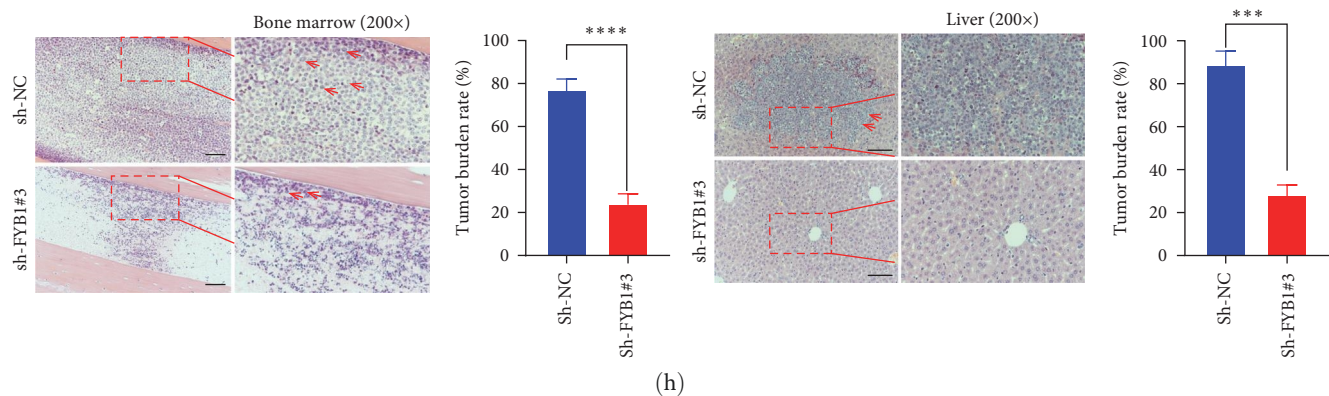 Bone marrow (200×)
sh-NC
sh-FYB1#3
Tumor burden rate (%)
100
80
60
40
20
0
****
Sh-NC
Sh-FYB1#3
Liver (200×)
sh-NC
sh-FYB1#3
Tumor burden rate (%)
100
80
60
40
20
0
***
Sh-NC
Sh-FYB1#3
(h)